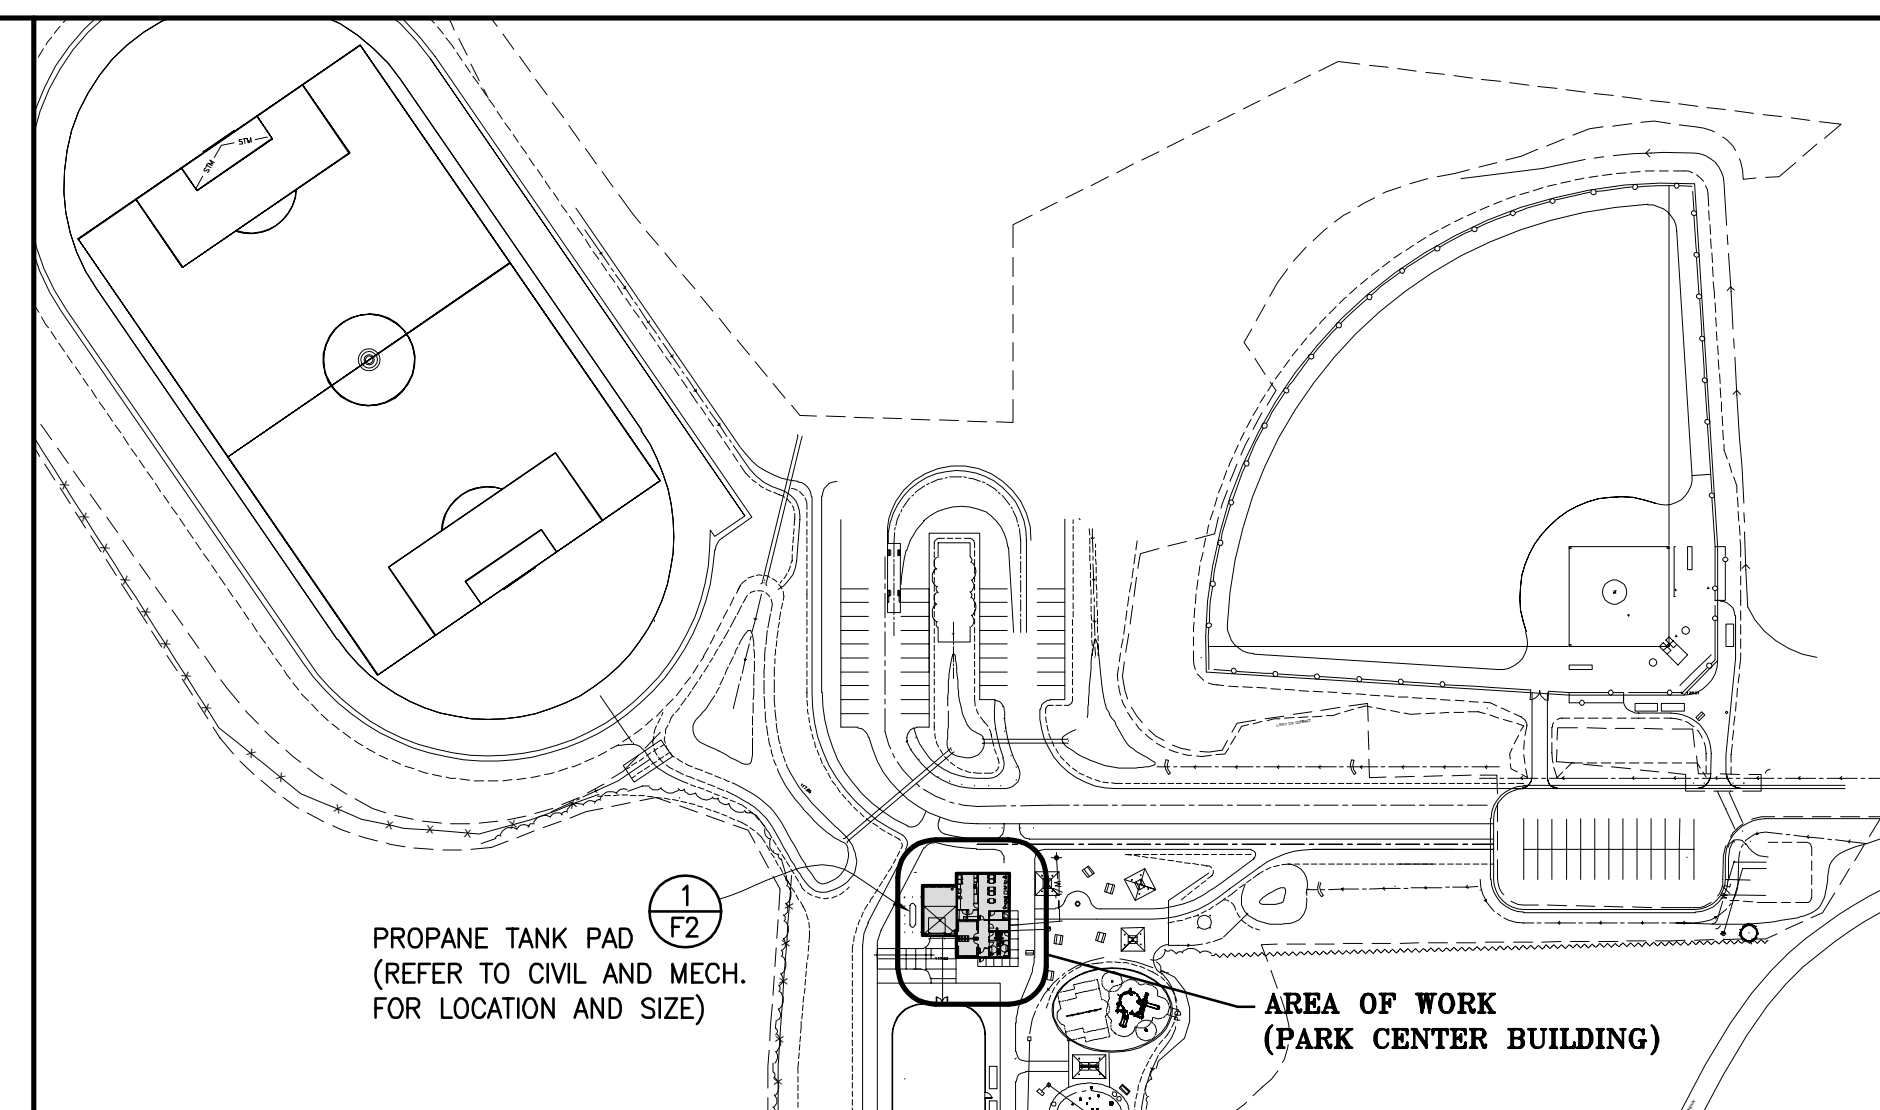 STM
STM
1
F2
PROPANE TANK PAD
(REFER TO CIVIL AND MECH.
FOR LOCATION AND SIZE)
AREA OF WORK
(PARK CENTER BUILDING)